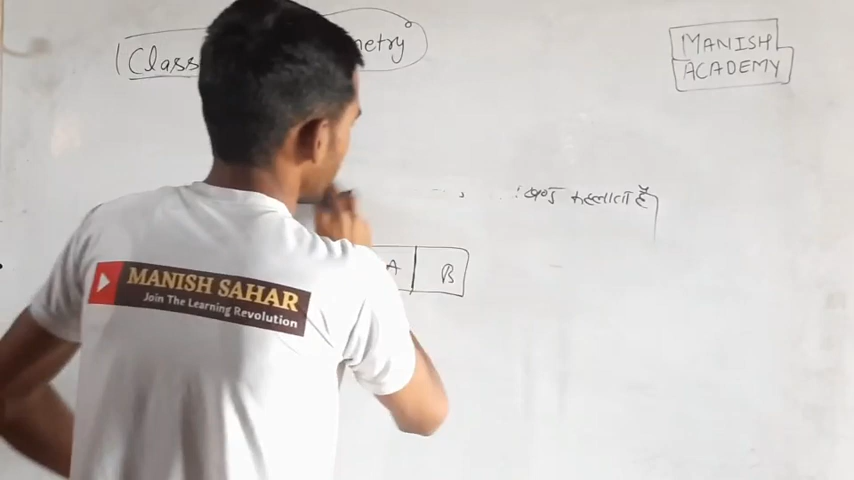 Class
metry
MANISH
ACADEMY
खण्ड कहलाता है
A B
MANISH SAHAR
Join The Learning Revolution